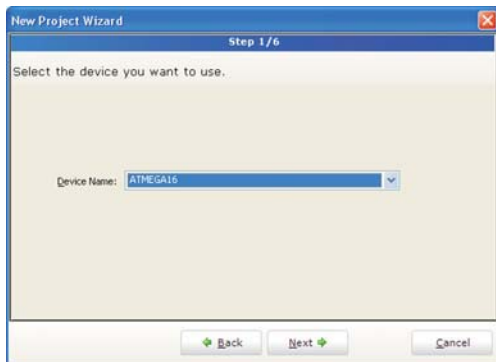 New Project Wizard
Step 1/6
Select the device you want to use.
Device Name: ATMEGA16
Back Next Cancel